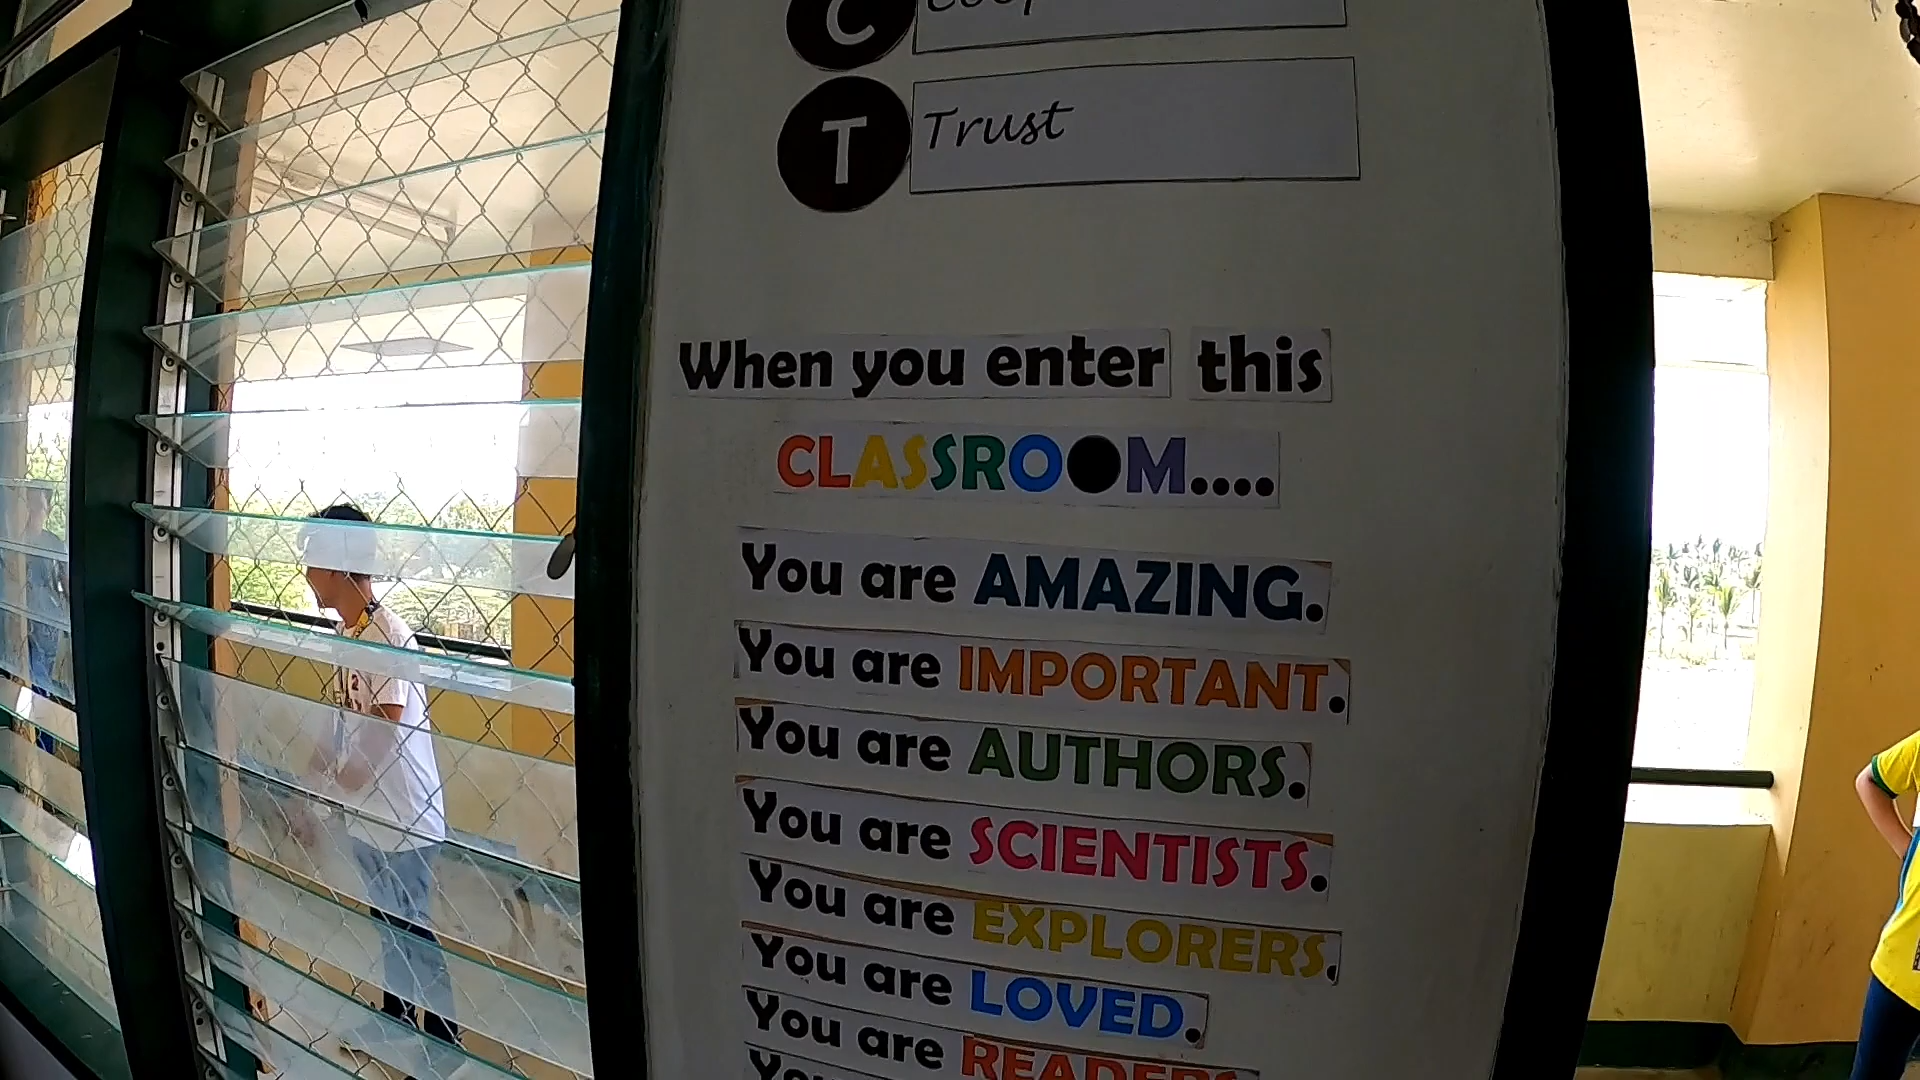 C
T Trust
When you enter this
CLASSROOM....
You are AMAZING.
You are IMPORTANT.
You are AUTHORS.
You are SCIENTISTS.
You are EXPLORERS.
You are LOVED.
You are READERS